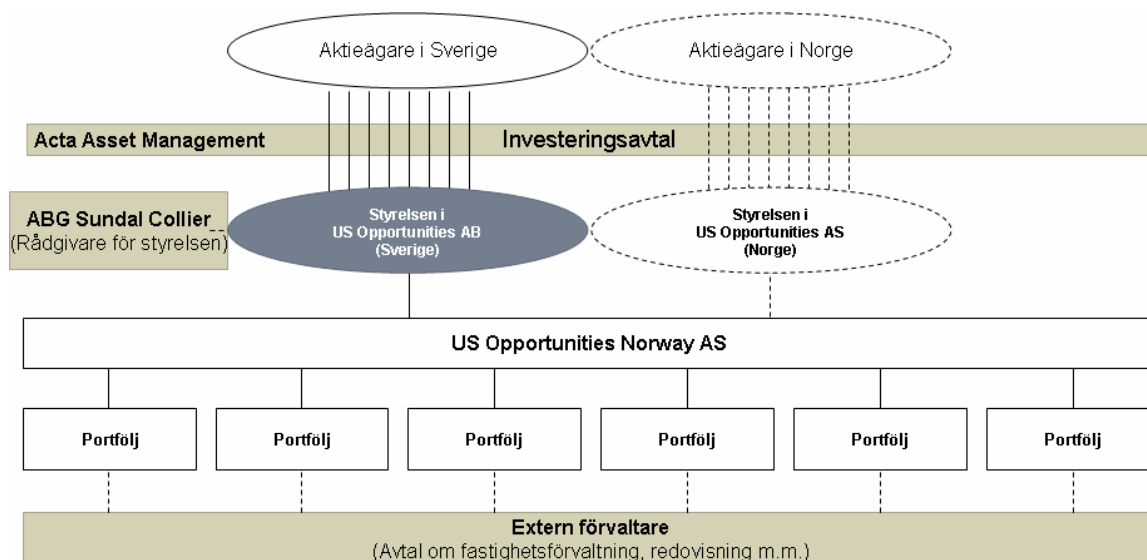 Aktieägare i Sverige
Aktieägare i Norge
Acta Asset Management
Investeringsavtal
ABG Sundal Collier
(Rådgivare för styrelsen)
Styrelsen i
US Opportunities AB
(Sverige)
Styrelsen i
US Opportunities AS
(Norge)
US Opportunities Norway AS
Portfölj
Portfölj
Portfölj
Portfölj
Portfölj
Portfölj
Extern förvaltare
(Avtal om fastighetsförvaltning, redovisning m.m.)